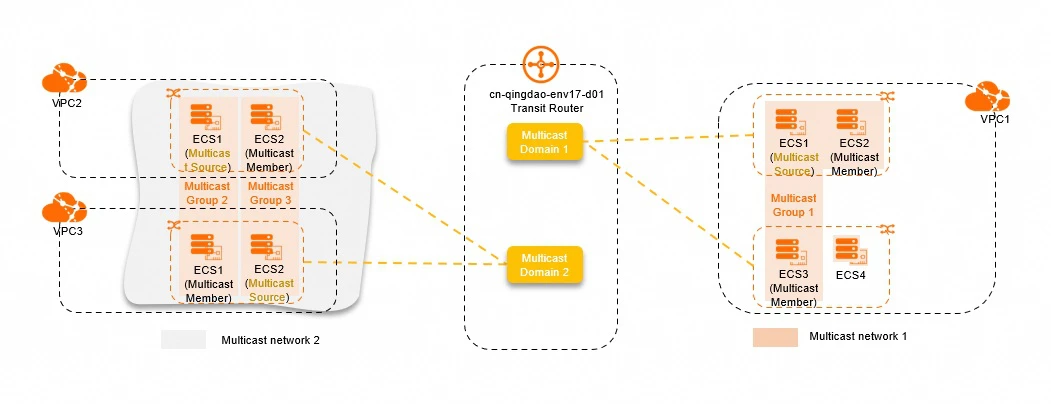 VPC2
ECS1
(Multicas
t Source)
ECS2
(Multicast
Member)
Multicast
Group 2
Multicast
Group 3
VPC3
ECS1
(Multicast
Member)
ECS2
(Multicast
Source)
Multicast network 2
cn-qingdao-env17-d01
Transit Router
Multicast
Domain 1
Multicast
Domain 2
VPC1
ECS1
(Multicast
Source)
ECS2
(Multicast
Member)
Multicast
Group 1
ECS3
(Multicast
Member)
ECS4
Multicast network 1